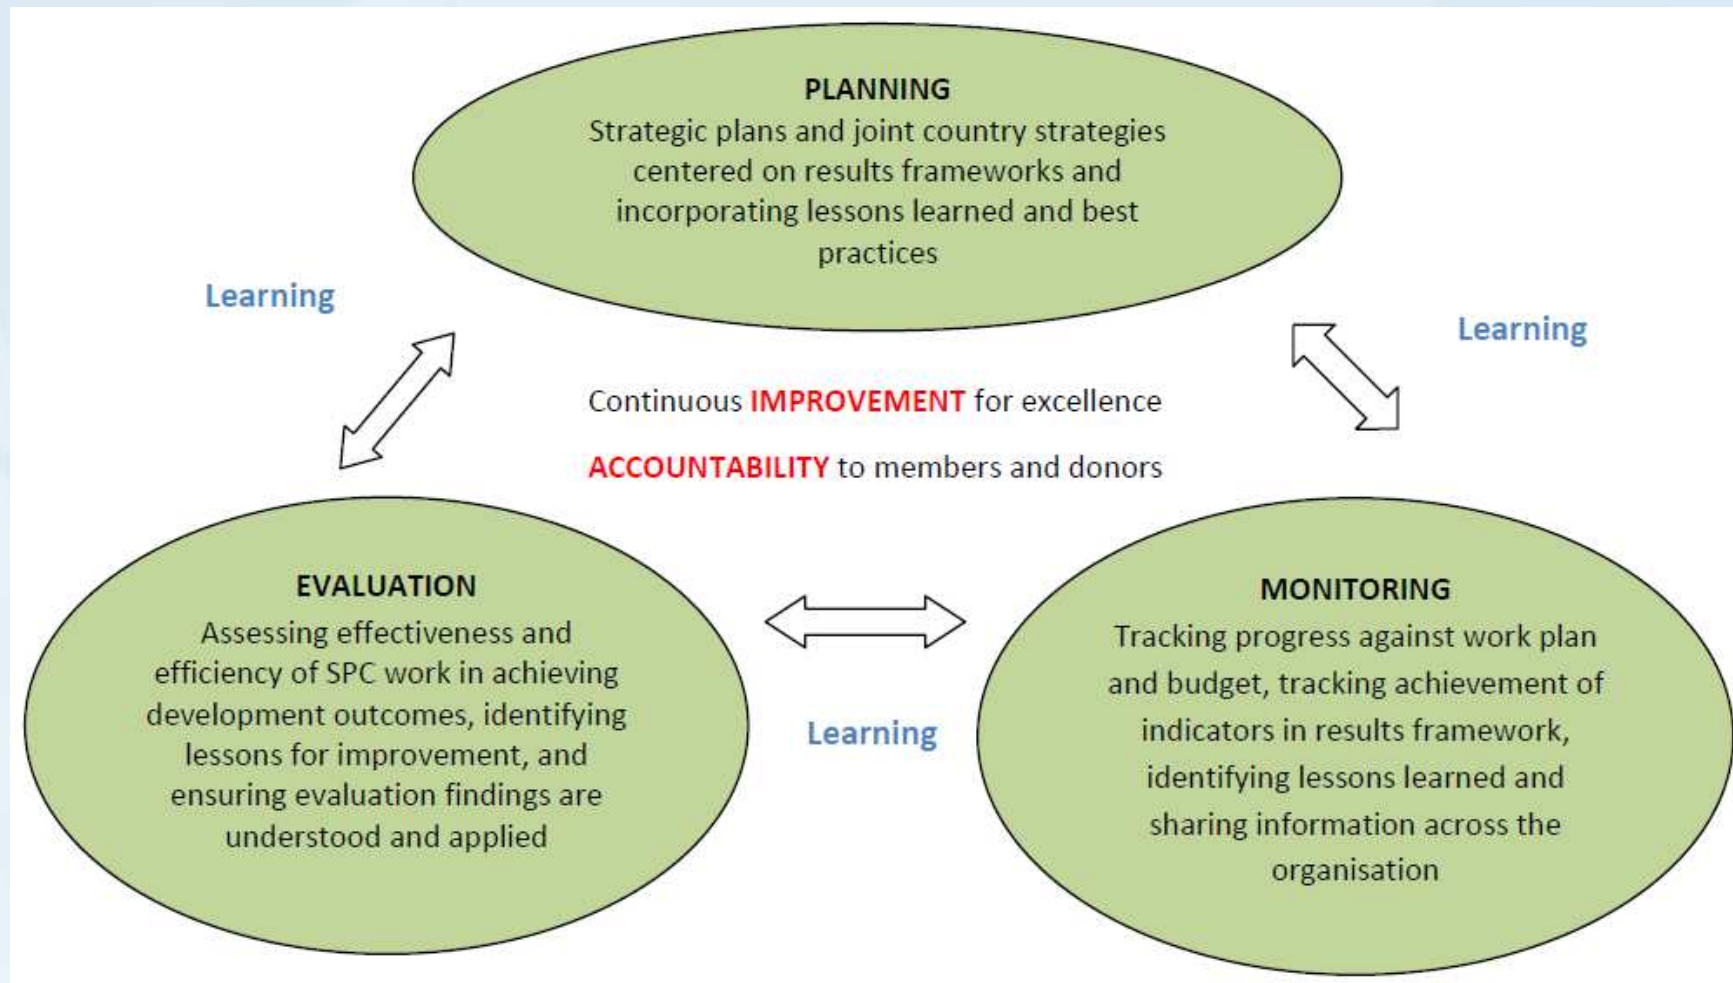 PLANNING
Strategic plans and joint country strategies
centered on results frameworks and
incorporating lessons learned and best
practices
Learning
Learning
Continuous IMPROVEMENT for excellence
ACCOUNTABILITY to members and donors
EVALUATION
Assessing effectiveness and
efficiency of SPC work in achieving
development outcomes, identifying
lessons for improvement, and
ensuring evaluation findings are
understood and applied
Learning
MONITORING
Tracking progress against work plan
and budget, tracking achievement of
indicators in results framework,
identifying lessons learned and
sharing information across the
organisation